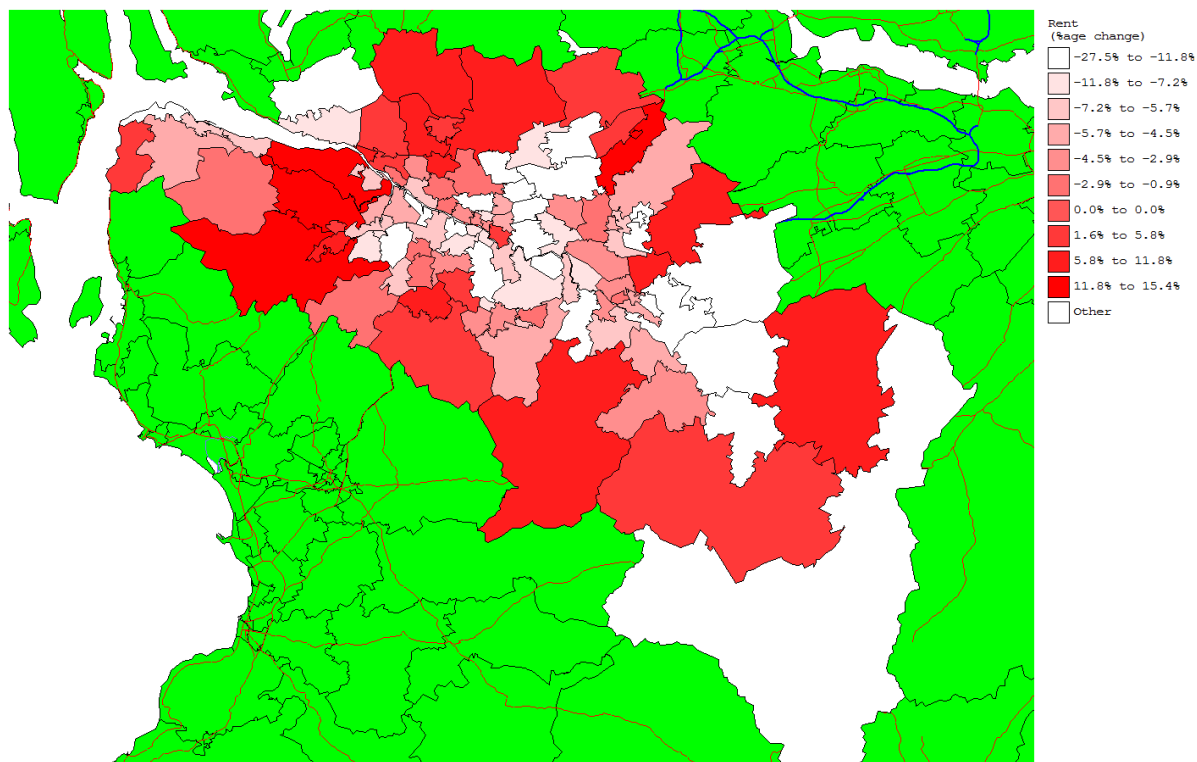 Rent
(%age change)
-27.5% to -11.8%
-11.8% to -7.2%
-7.2% to -5.7%
-5.7% to -4.5%
-4.5% to -2.9%
-2.9% to -0.9%
0.0% to 0.0%
1.6% to 5.8%
5.8% to 11.8%
11.8% to 15.4%
Other